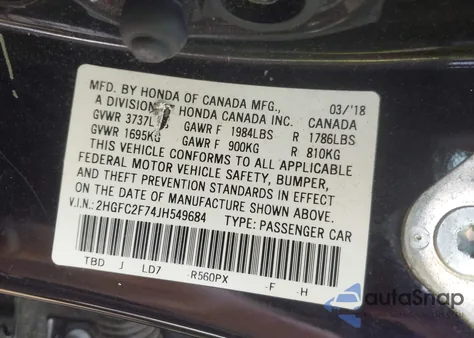 MFD. BY HONDA OF CANADA MFG., 03/'18
A DIVISION HONDA CANADA INC. CANADA
GVWR 3737L GAWR F 1984LBS R 1786LBS
GVWR 1695KG GAWR F 900KG R 810KG
THIS VEHICLE CONFORMS TO ALL APPLICABLE
FEDERAL MOTOR VEHICLE SAFETY, BUMPER,
AND THEFT PREVENTION STANDARDS IN EFFECT
ON THE DATE OF MANUFACTURE SHOWN ABOVE.
V.I.N.: 2HGFC2F74JH549684 TYPE: PASSENGER CAR
TBD J LD7 -R560PX -F -H
autoSnap